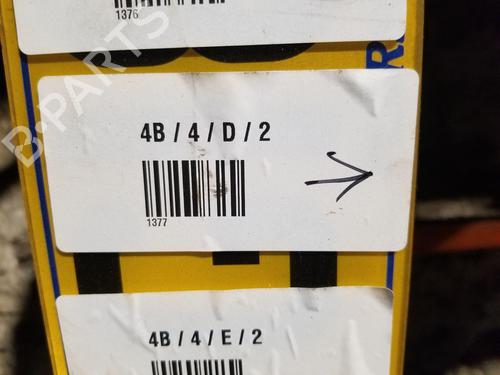 1376
4B / 4 / D / 2
1377
4B / 4 / E / 2
B-PARTS
R